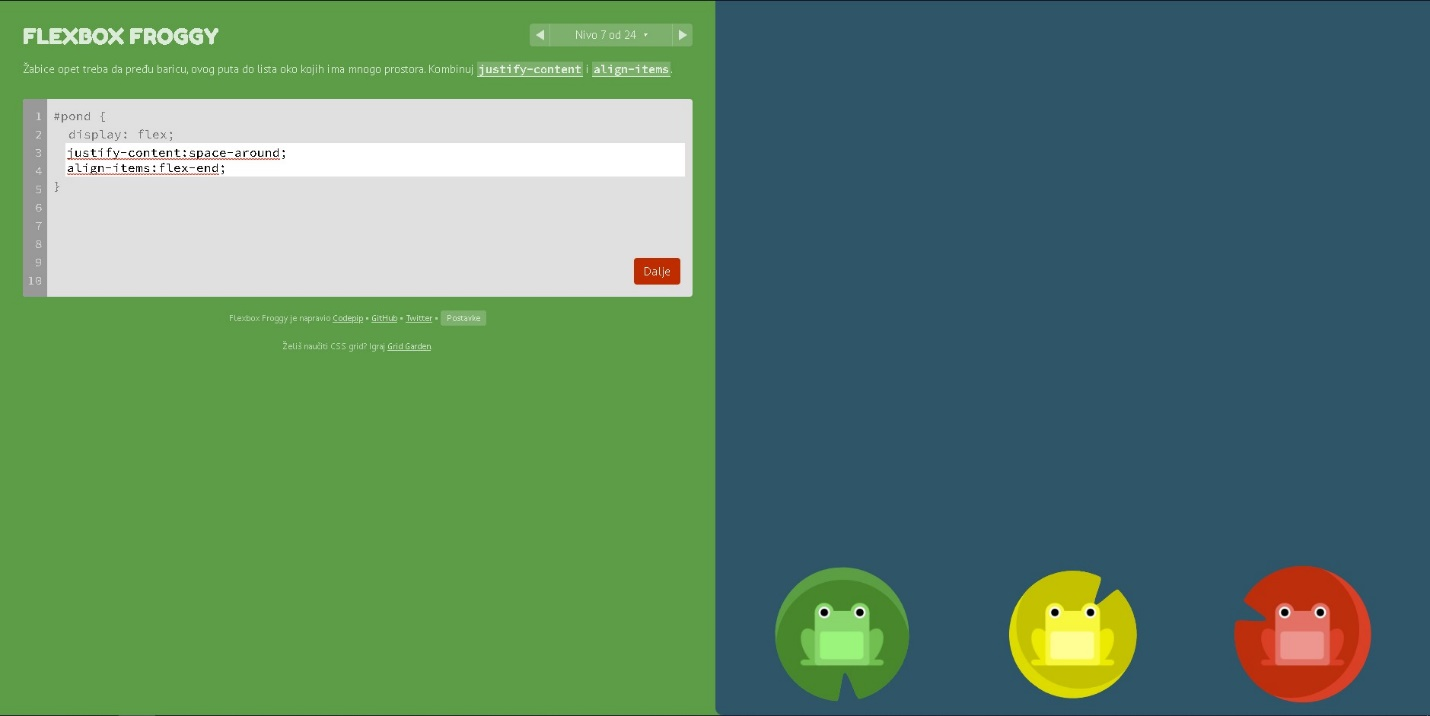 FLEXBOX FROGGY
Nivo 7 od 24
Žabice opet treba da pređu baricu, ovog puta do lista oko kojih ima mnogo prostora. Kombinuj justify-content i align-items.
1 #pond {
2 display: flex;
3 justify-content:space-around;
4 align-items:flex-end;
5 }
6
7
8
9
10
Dalje
Flexbox Froggy je napravio Codepip • GitHub • Twitter • Postavke
Želiš naučiti CSS grid? Igraj Grid Garden